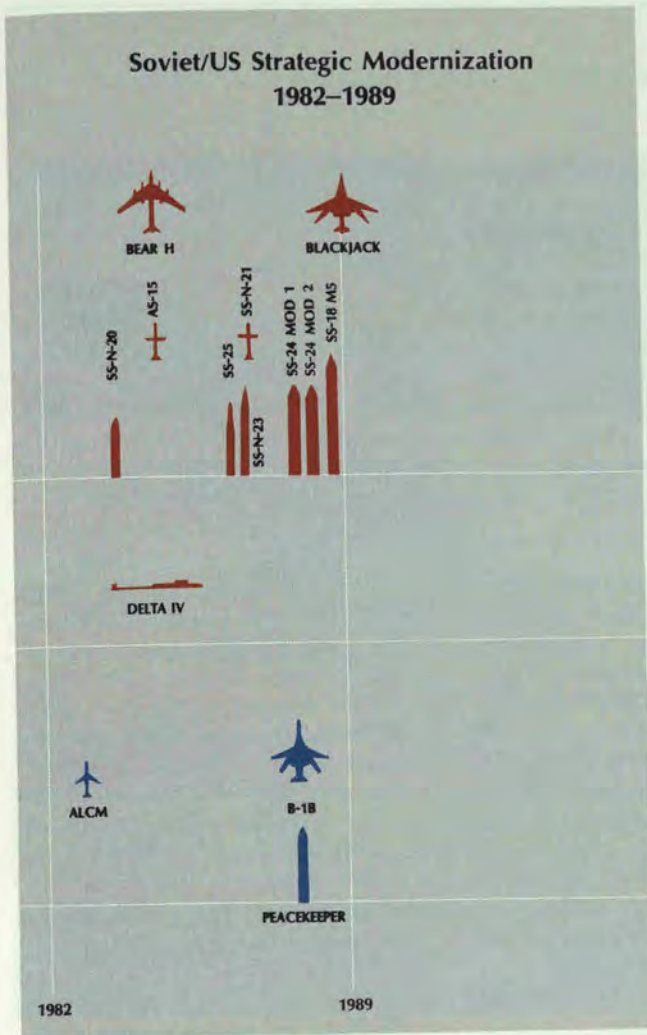 Soviet/US Strategic Modernization
1982–1989
BEAR H
BLACKJACK
SS-N-20
AS-15
SS-25
SS-N-21
SS-N-23
SS-24 MOD 1
SS-24 MOD 2
SS-18 M5
DELTA IV
ALCM
B-1B
PEACEKEEPER
1982
1989